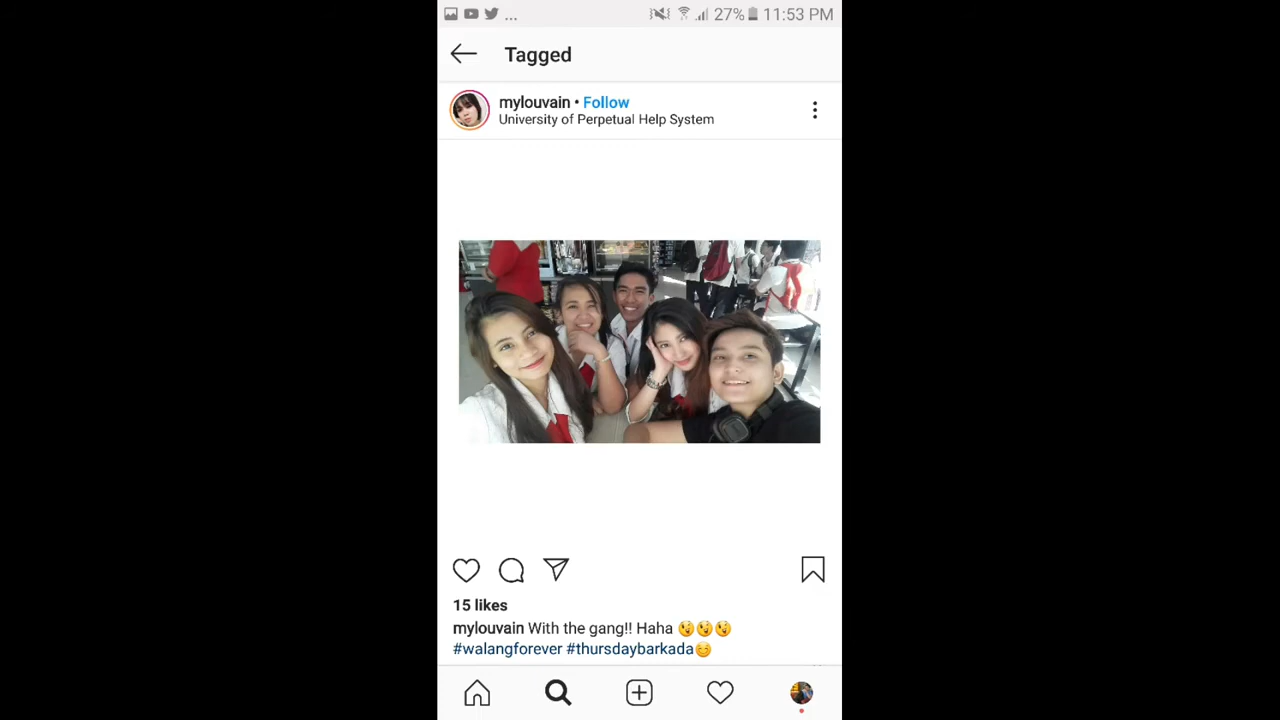 ... 27% 11:53 PM
Tagged
mylouvain • Follow
University of Perpetual Help System
15 likes
mylouvain With the gang!! Haha 😉😉😉
#walangforever #thursdaybarkada😊